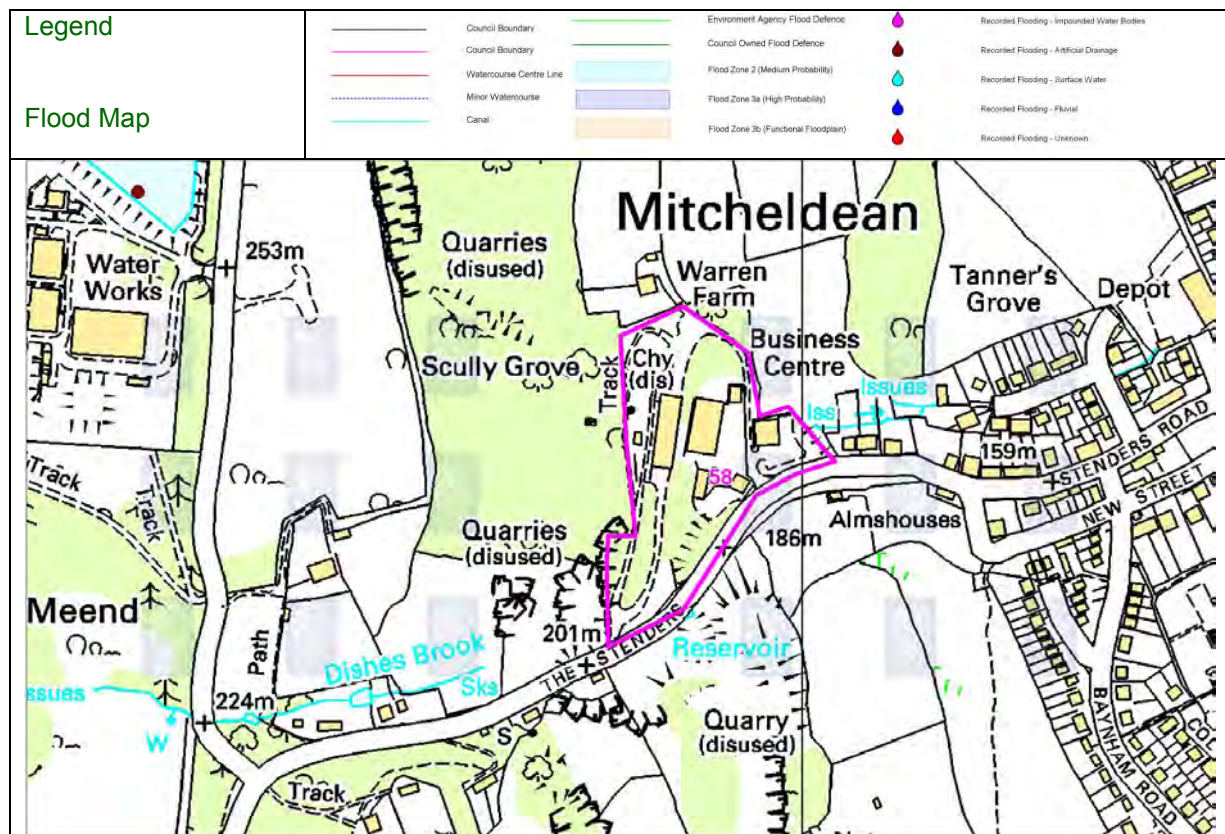 Legend
Flood Map
Council Boundary
Council Boundary
Watercourse Centre Line
Minor Watercourse
Canal
Environment Agency Flood Defence
Council Owned Flood Defence
Flood Zone 2 (Medium Probability)
Flood Zone 3a (High Probability)
Flood Zone 3b (Functional Floodplain)
Recorded Flooding - Impounded Water Bodies
Recorded Flooding - Artificial Drainage
Recorded Flooding - Surface Water
Recorded Flooding - Fluvial
Recorded Flooding - Unknown
Mitcheldean
253m
Water
Works
Quarries
(disused)
Warren
Farm
Tanner's
Grove
Depot
Scully Grove
Track
Chy
(dis)
Business
Centre
Issues
Iss
58
159m
STENDERS ROAD
NEW STREET
Track
Track
Quarries
(disused)
Almshouses
186m
Meend
Path
201m
THE STENDERS
Reservoir
Dishes Brook
Sks
ssues
224m
W
S
Quarry
(disused)
Track
BAYNHAM ROAD